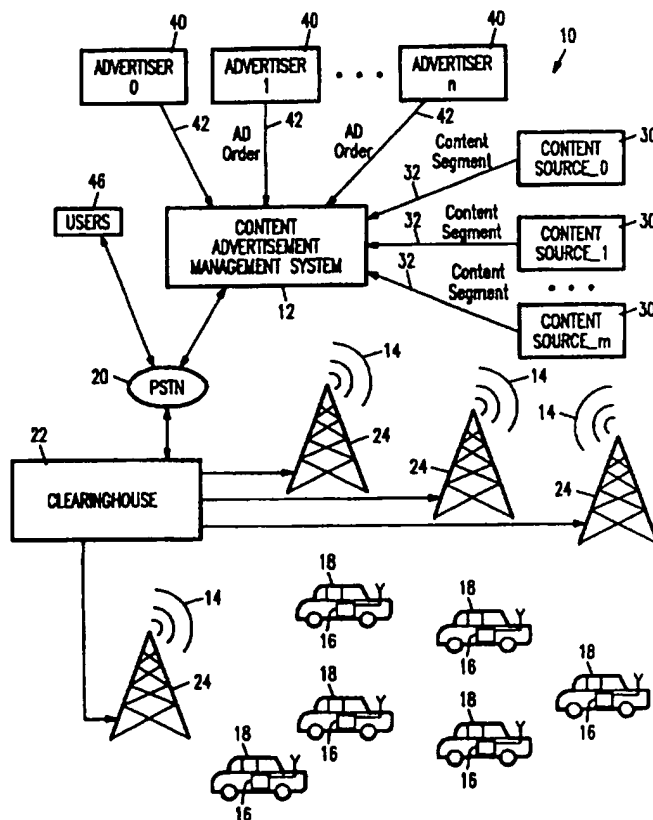 40 40 40 10
ADVERTISER 0
ADVERTISER 1
• • •
ADVERTISER n
42 42 42
AD Order
AD Order
Content Segment
32
CONTENT SOURCE_0
30
46
USERS
CONTENT ADVERTISEMENT MANAGEMENT SYSTEM
12
32
Content Segment
CONTENT SOURCE_1
30
32
Content Segment
• • •
CONTENT SOURCE_m
30
20
PSTN
14 14 14
24 24 24
22
CLEARINGHOUSE
14
24
18 16
18 16
18 16
18 16
18 16
18 16